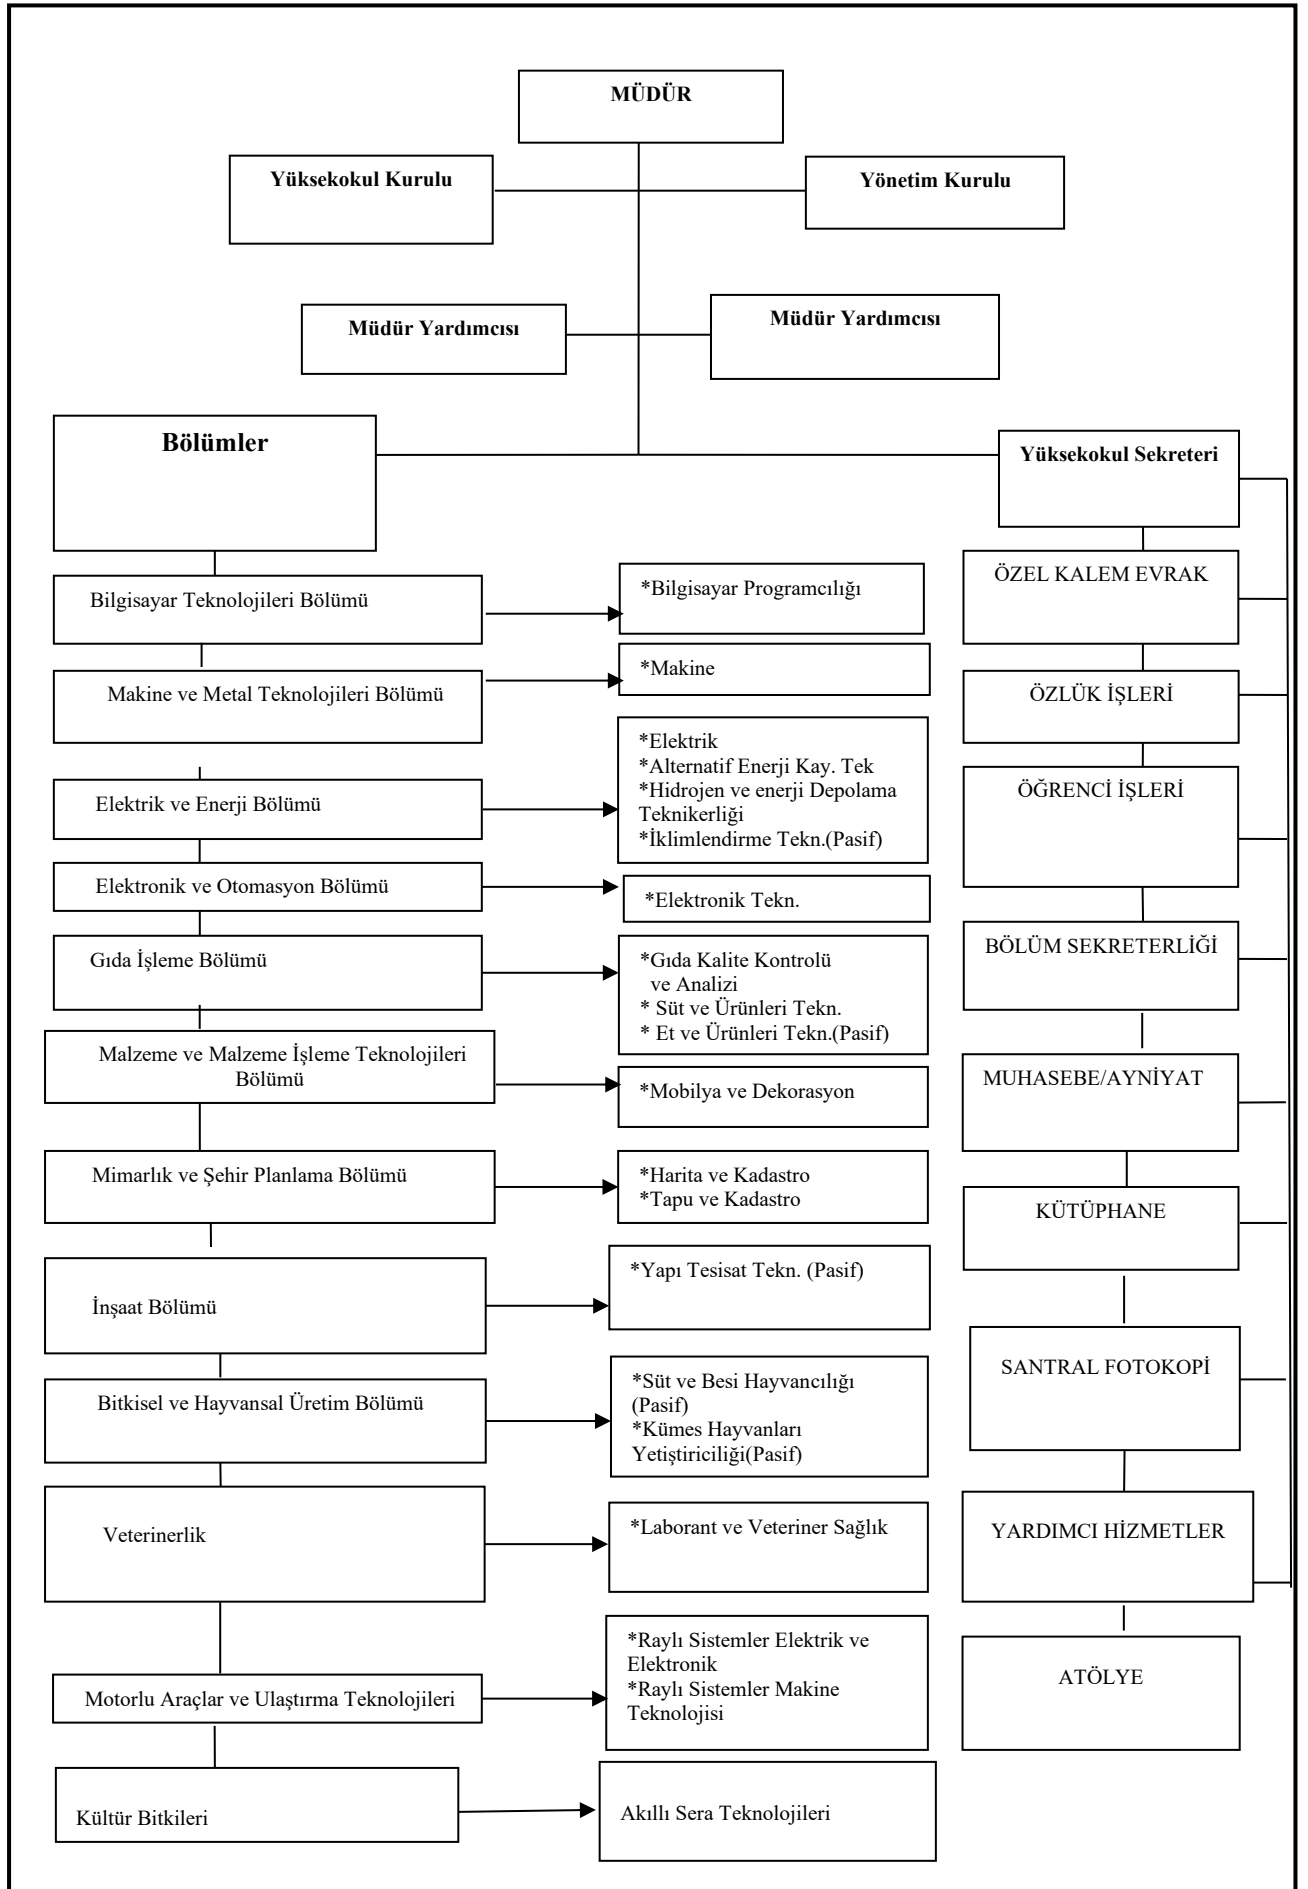 MÜDÜR
Yüksekokul Kurulu
Yönetim Kurulu
Müdür Yardımcısı
Müdür Yardımcısı
Bölümler
Yüksekokul Sekreteri
Bilgisayar Teknolojileri Bölümü
*Bilgisayar Programcılığı
ÖZEL KALEM EVRAK
Makine ve Metal Teknolojileri Bölümü
*Makine
ÖZLÜK İŞLERİ
Elektrik ve Enerji Bölümü
*Elektrik
*Alternatif Enerji Kay. Tek
*Hidrojen ve enerji Depolama
Teknikerliği
*İklimlendirme Tekn.(Pasif)
ÖĞRENCİ İŞLERİ
Elektronik ve Otomasyon Bölümü
*Elektronik Tekn.
Gıda İşleme Bölümü
*Gıda Kalite Kontrolü
ve Analizi
* Süt ve Ürünleri Tekn.
* Et ve Ürünleri Tekn.(Pasif)
BÖLÜM SEKRETERLİĞİ
Malzeme ve Malzeme İşleme Teknolojileri
Bölümü
*Mobilya ve Dekorasyon
MUHASEBE/AYNİYAT
Mimarlık ve Şehir Planlama Bölümü
*Harita ve Kadastro
*Tapu ve Kadastro
KÜTÜPHANE
İnşaat Bölümü
*Yapı Tesisat Tekn. (Pasif)
SANTRAL FOTOKOPİ
Bitkisel ve Hayvansal Üretim Bölümü
*Süt ve Besi Hayvancılığı
(Pasif)
*Kümes Hayvanları
Yetiştiriciliği(Pasif)
Veterinerlik
*Laborant ve Veteriner Sağlık
YARDIMCI HİZMETLER
Motorlu Araçlar ve Ulaştırma Teknolojileri
*Raylı Sistemler Elektrik ve
Elektronik
*Raylı Sistemler Makine
Teknolojisi
ATÖLYE
Kültür Bitkileri
Akıllı Sera Teknolojileri